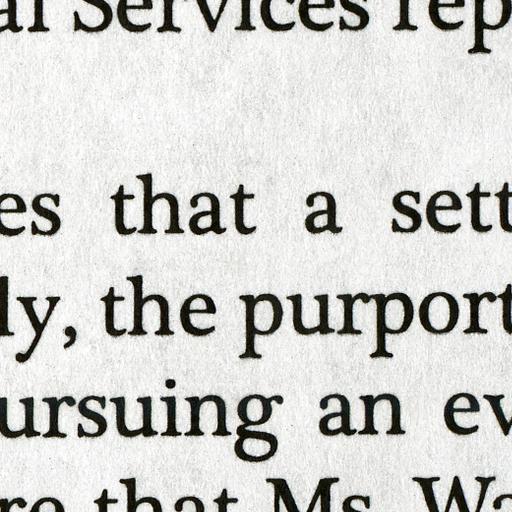 al Services rep
es that a sett
ly, the purport
ursuing an ev
re that Ms. Wa